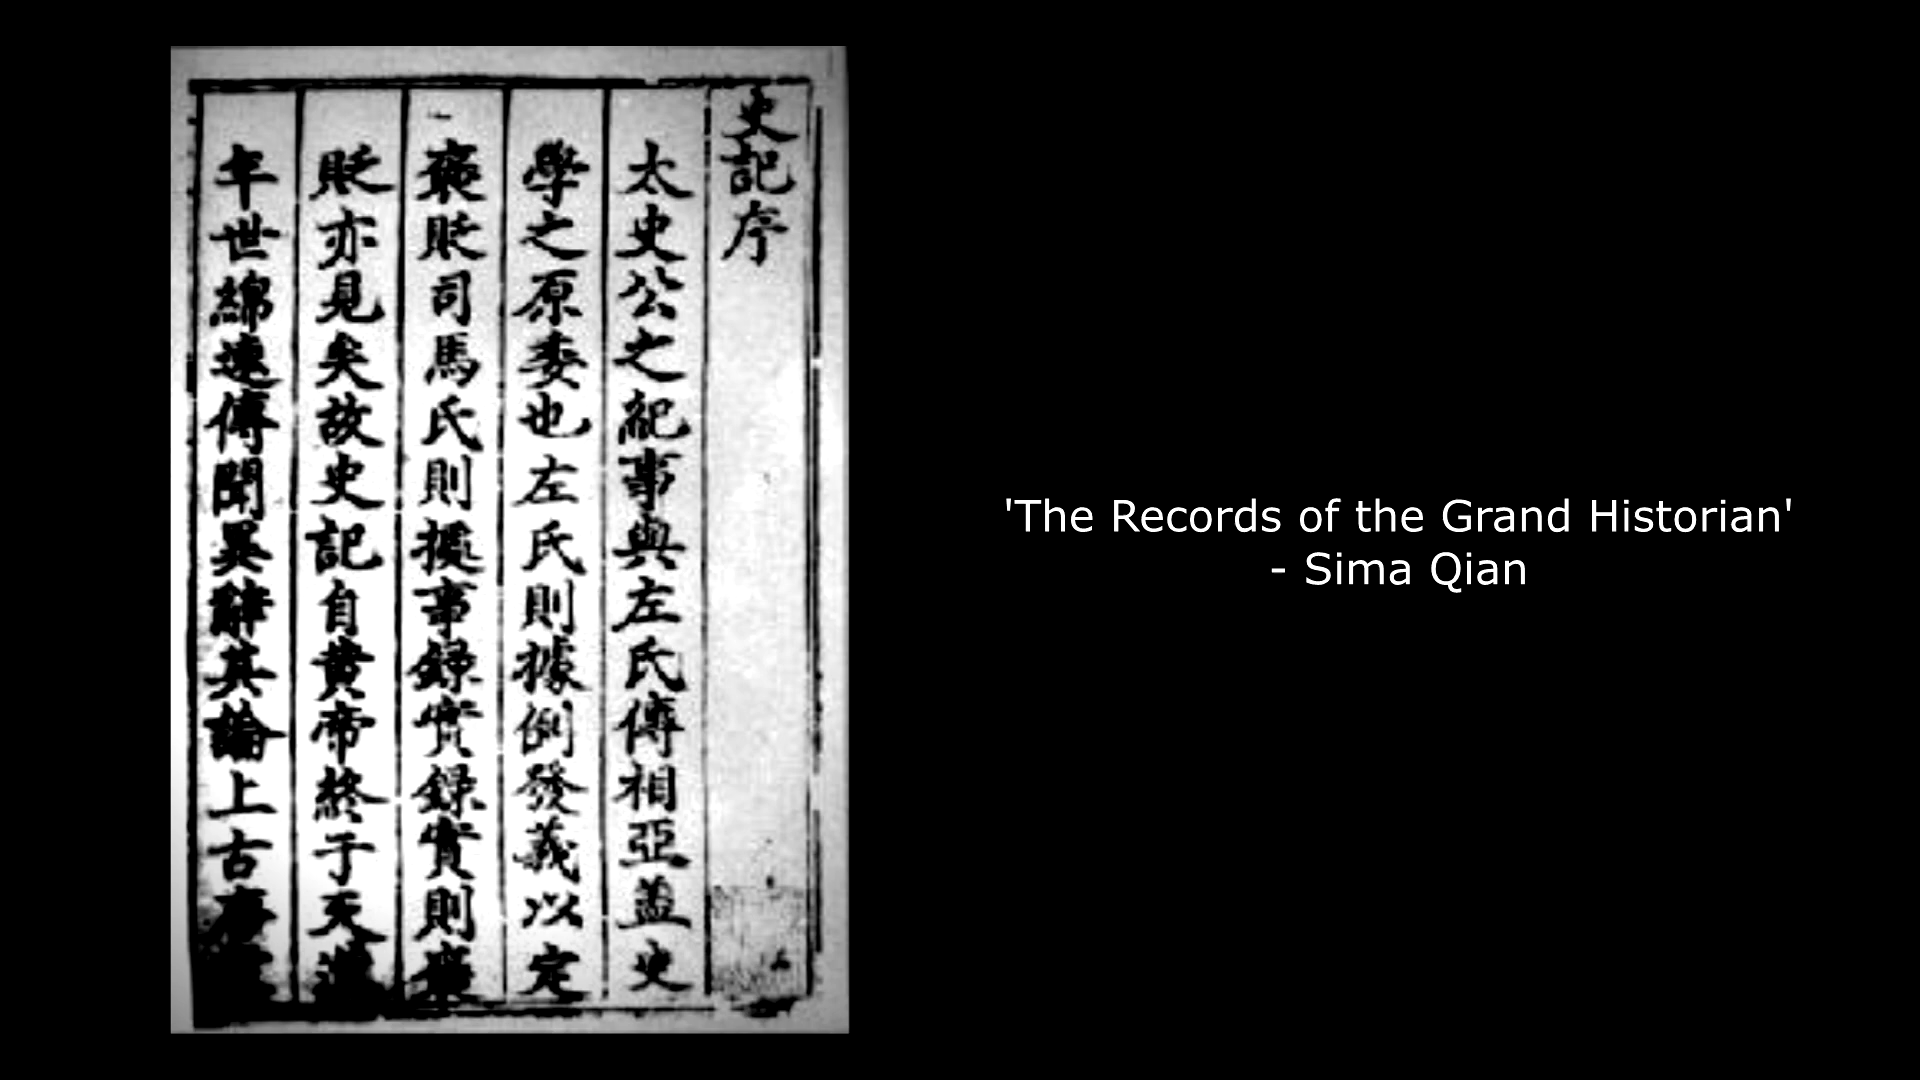 史記序
太史公之紀事與左氏傳相亞蓋史
學之原委也左氏則據例發義以定
褒貶司馬氏則據事錄實錄實則褒
貶亦見矣故史記自黃帝終于天漢
年世綿遠傳聞異辭其論上古
'The Records of the Grand Historian'
- Sima Qian